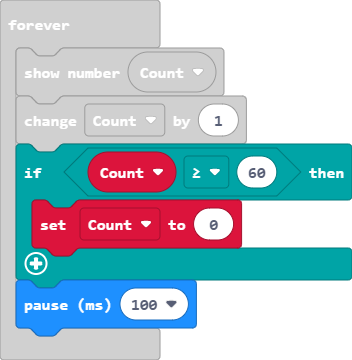 forever
show number Count
change Count by 1
if Count ≥ 60 then
set Count to 0
pause (ms) 100